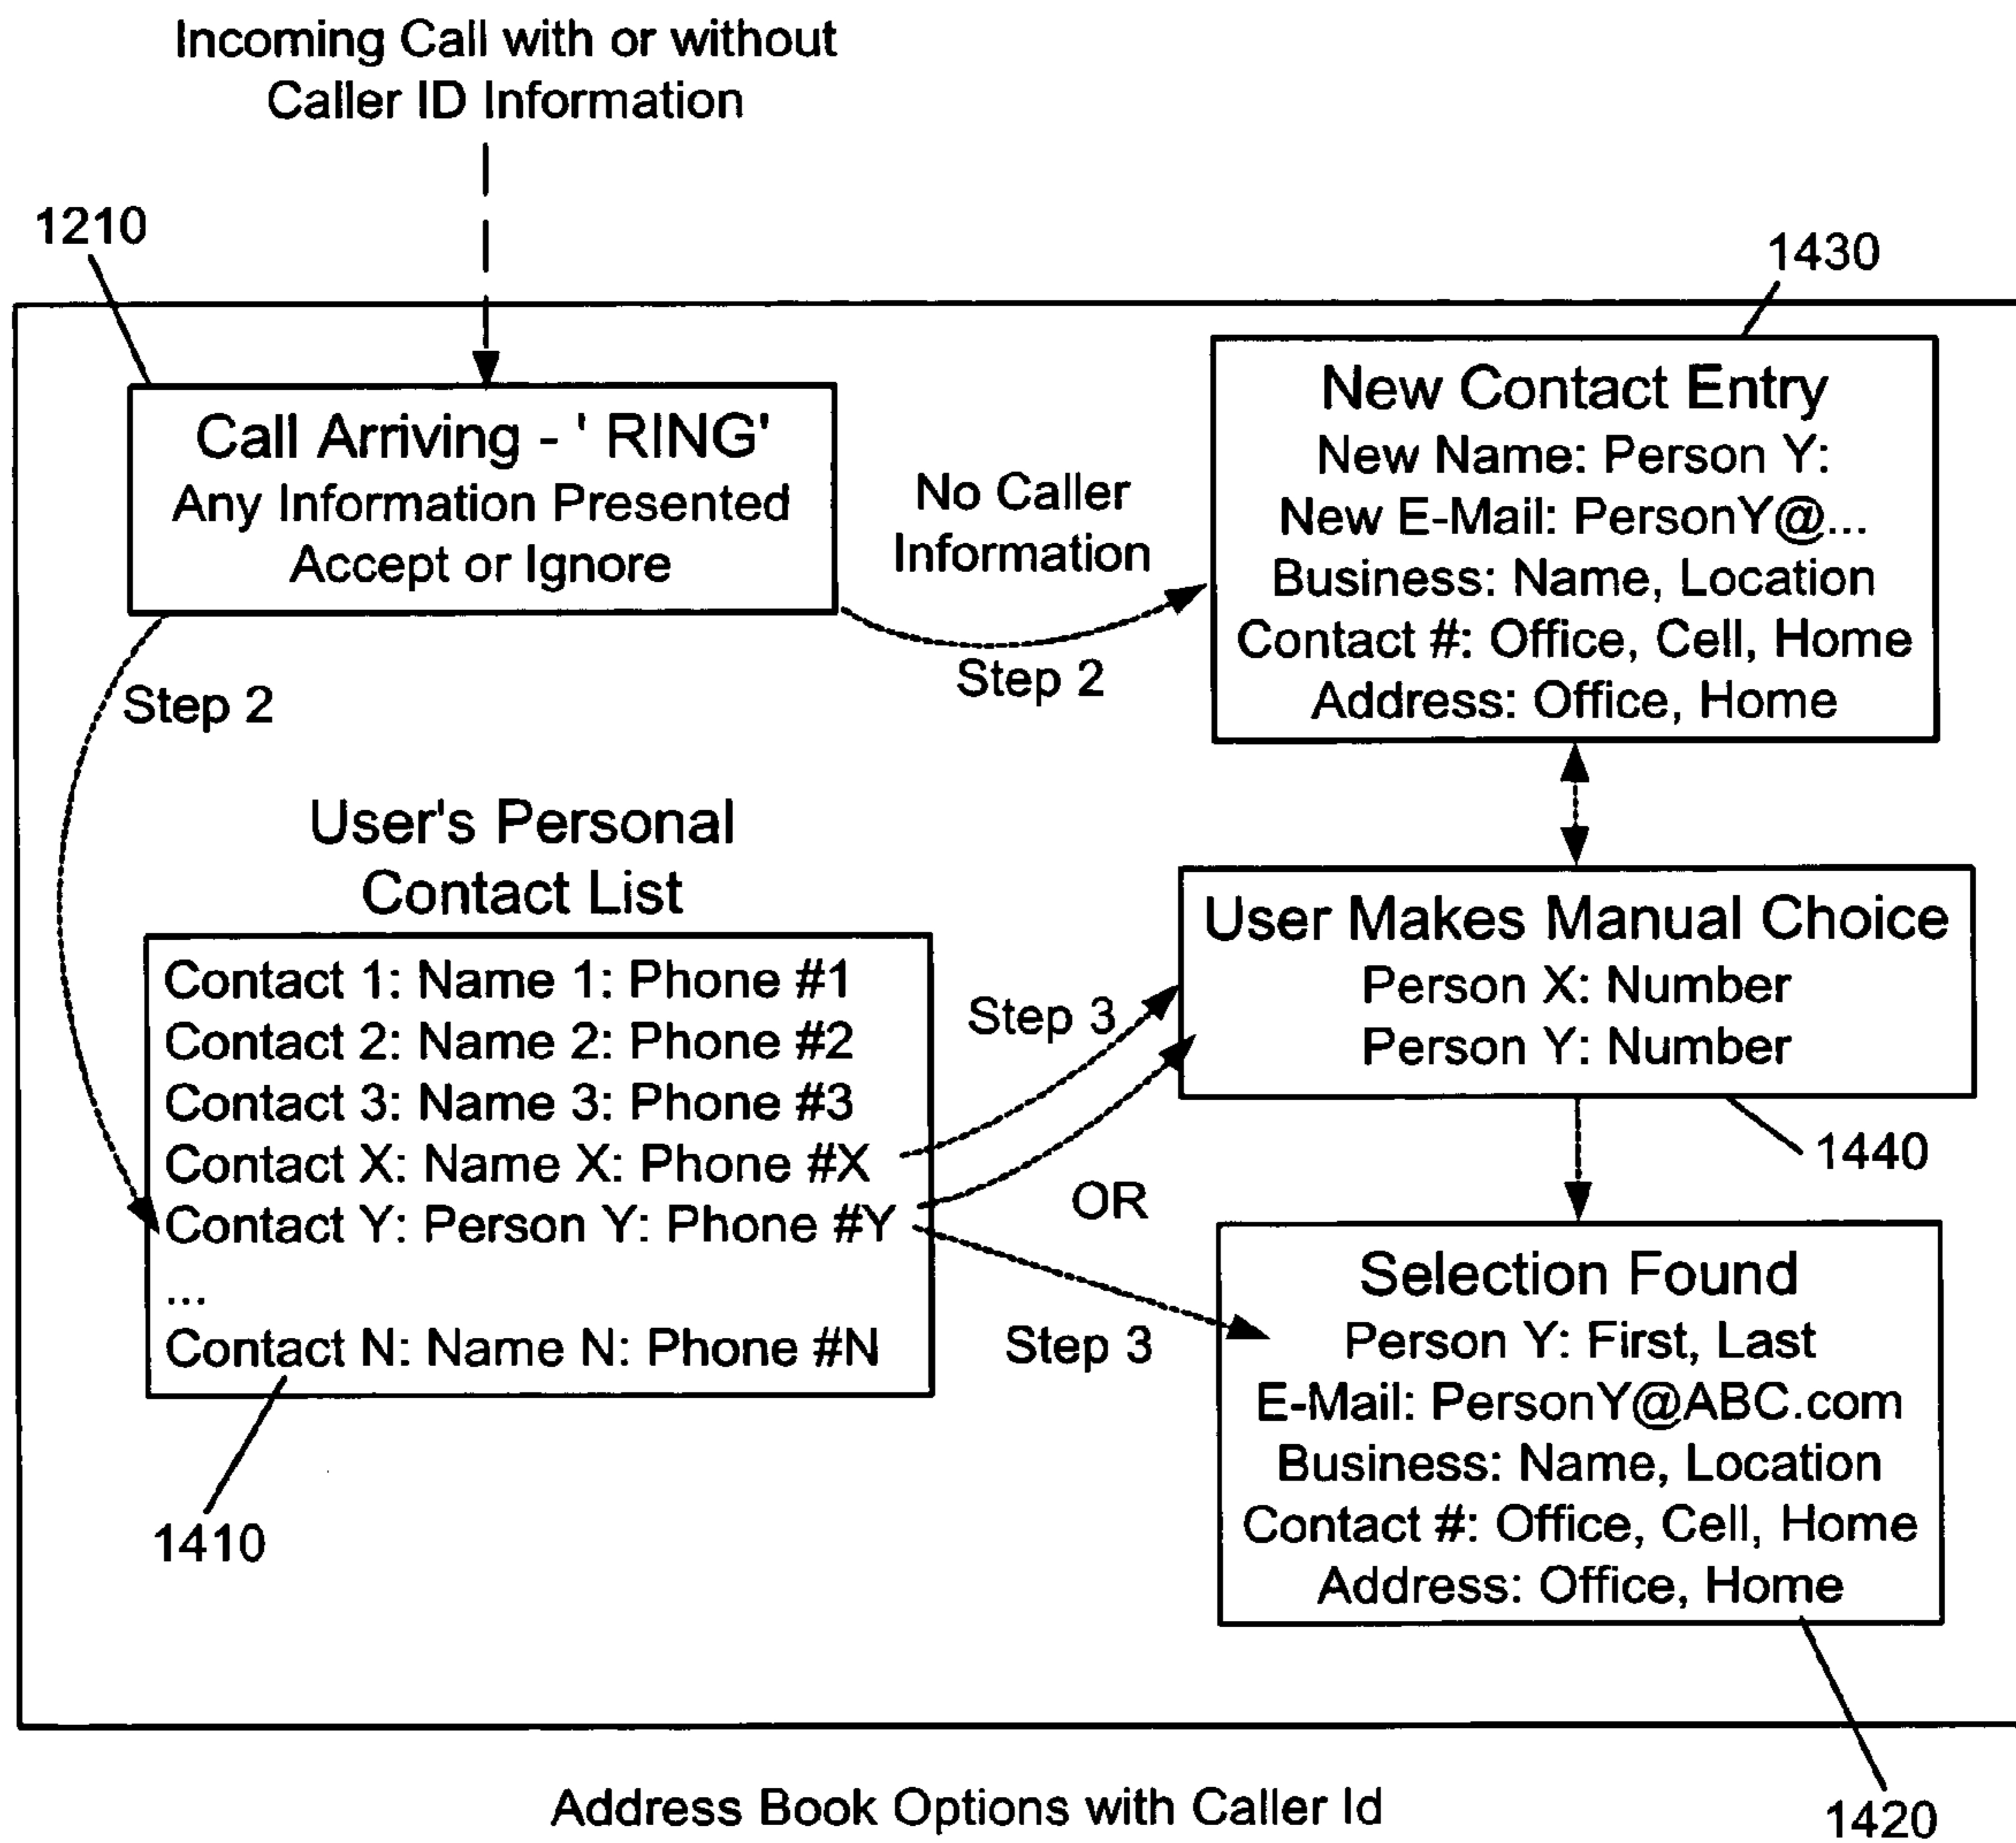 Incoming Call with or without
Caller ID Information
1210
1430
Call Arriving - ' RING'
Any Information Presented
Accept or Ignore
No Caller
Information
Step 2
Step 2
New Contact Entry
New Name: Person Y:
New E-Mail: PersonY@...
Business: Name, Location
Contact #: Office, Cell, Home
Address: Office, Home
User's Personal
Contact List
Contact 1: Name 1: Phone #1
Contact 2: Name 2: Phone #2
Contact 3: Name 3: Phone #3
Contact X: Name X: Phone #X
Contact Y: Person Y: Phone #Y
...
Contact N: Name N: Phone #N
1410
Step 3
OR
Step 3
User Makes Manual Choice
Person X: Number
Person Y: Number
1440
Selection Found
Person Y: First, Last
E-Mail: PersonY@ABC.com
Business: Name, Location
Contact #: Office, Cell, Home
Address: Office, Home
1420
Address Book Options with Caller Id